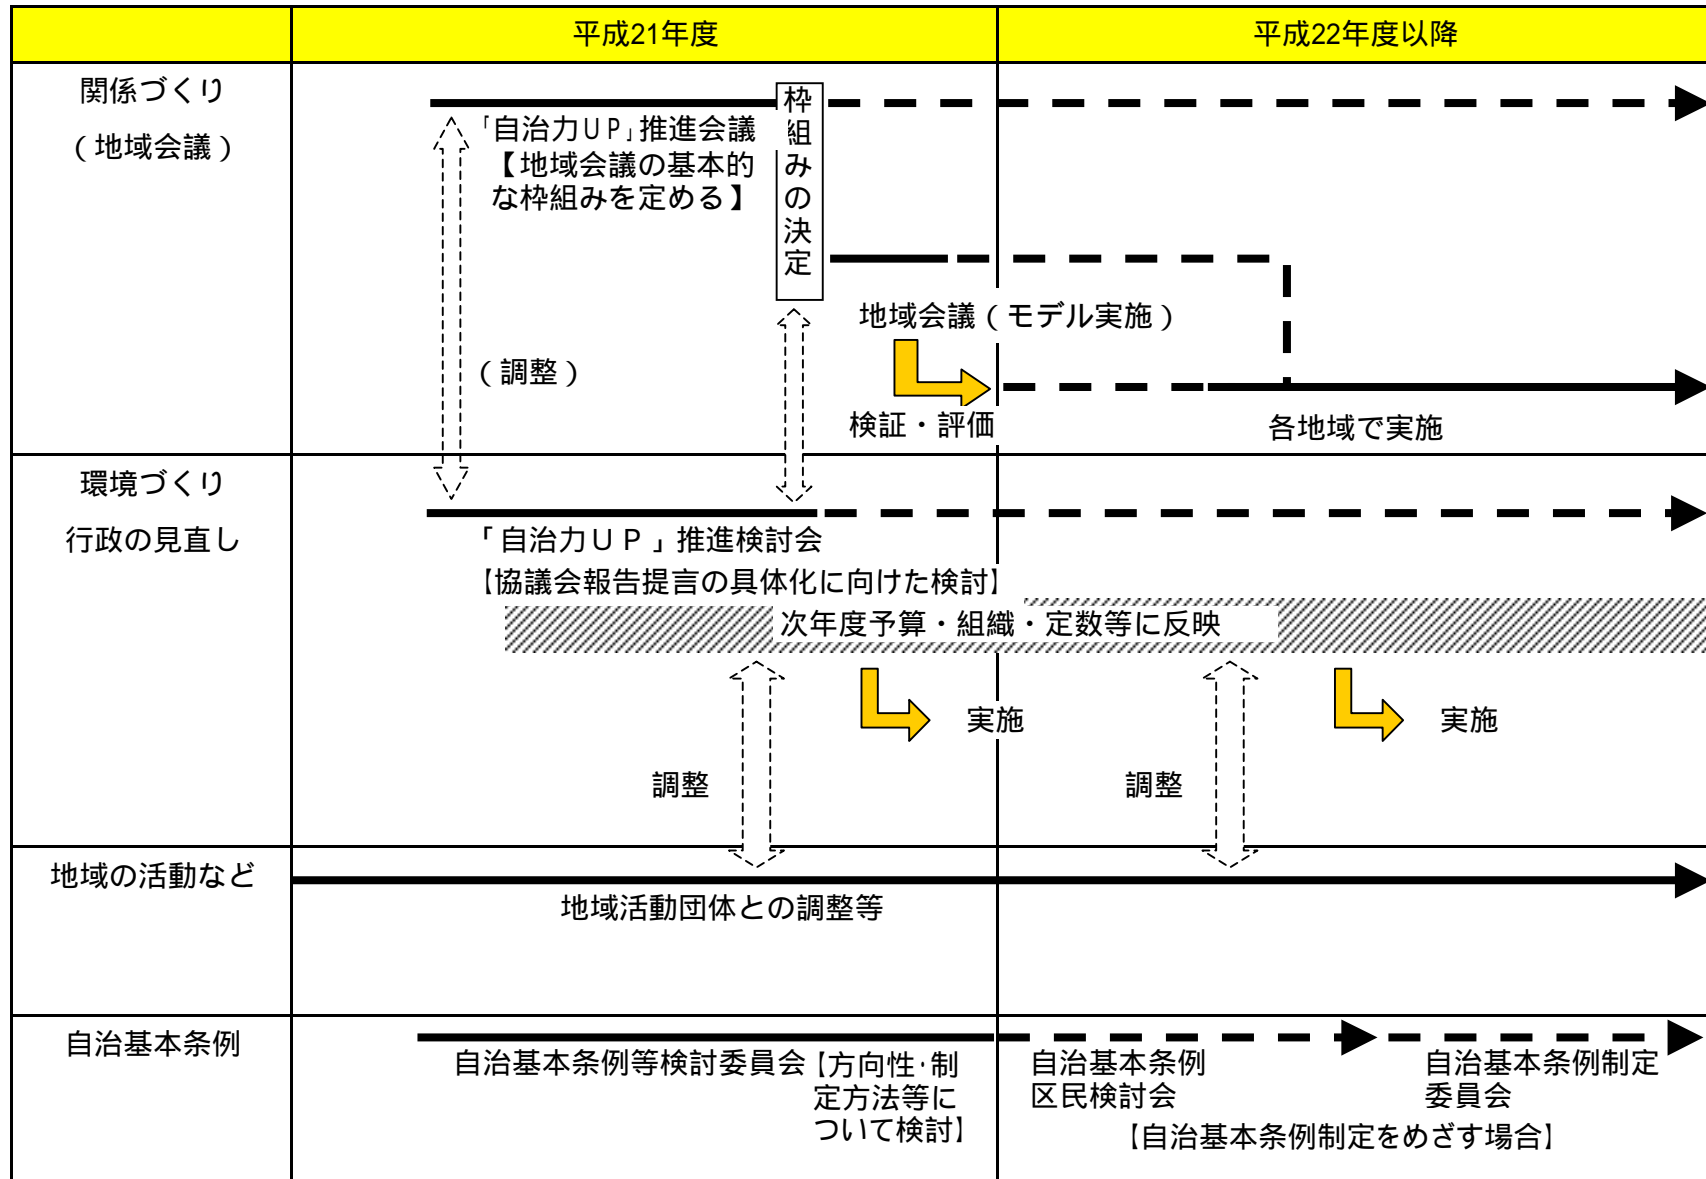 平成21年度
平成22年度以降
関係づくり
（地域会議）
「自治力UP」推進会議
【地域会議の基本的
な枠組みを定める】
枠組みの決定
（調整）
地域会議（モデル実施）
検証・評価
各地域で実施
環境づくり
行政の見直し
「自治力UP」推進検討会
【協議会報告提言の具体化に向けた検討】
次年度予算・組織・定数等に反映
実施
実施
調整
調整
地域の活動など
地域活動団体との調整等
自治基本条例
自治基本条例等検討委員会【方向性・制
定方法等に
ついて検討】
自治基本条例
区民検討会
自治基本条例制定
委員会
【自治基本条例制定をめざす場合】